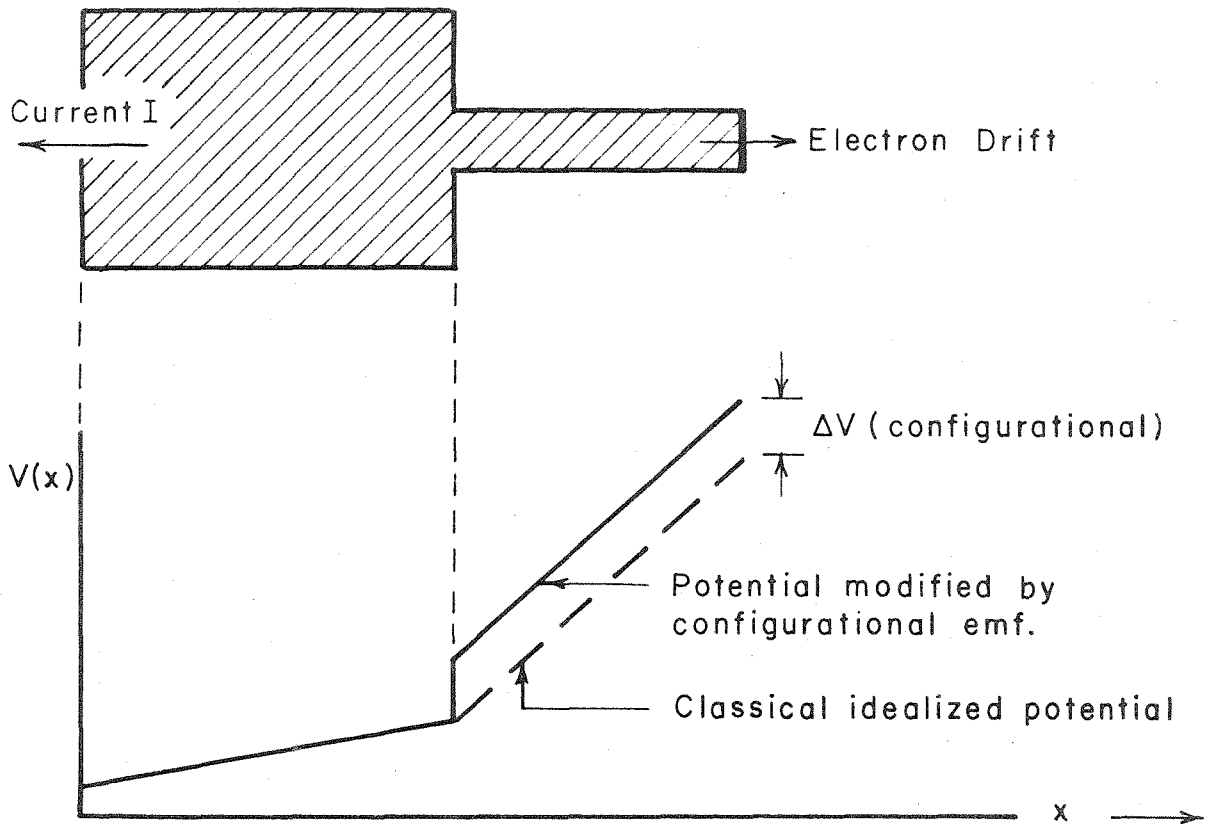 Current I
Electron Drift
ΔV (configurational)
V(x)
Potential modified by
configurational emf.
Classical idealized potential
x